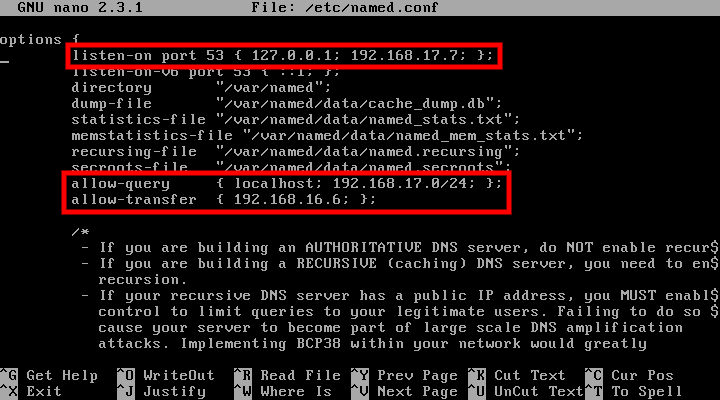 GNU nano 2.3.1 File: /etc/named.conf
options {
listen-on port 53 { 127.0.0.1; 192.168.17.7; };
listen-on-v6 port 53 { ::1; };
directory "/var/named";
dump-file "/var/named/data/cache_dump.db";
statistics-file "/var/named/data/named_stats.txt";
memstatistics-file "/var/named/data/named_mem_stats.txt";
recursing-file "/var/named/data/named.recursing";
secroots-file "/var/named/data/named.secroots";
allow-query { localhost; 192.168.17.0/24; };
allow-transfer { 192.168.16.6; };
/*
- If you are building an AUTHORITATIVE DNS server, do NOT enable recur$
- If you are building a RECURSIVE (caching) DNS server, you need to en$
recursion.
- If your recursive DNS server has a public IP address, you MUST enabl$
control to limit queries to your legitimate users. Failing to do so $
cause your server to become part of large scale DNS amplification
attacks. Implementing BCP38 within your network would greatly
^G Get Help ^O WriteOut ^R Read File ^Y Prev Page ^K Cut Text ^C Cur Pos
^X Exit ^J Justify ^W Where Is ^V Next Page ^U UnCut Text ^T To Spell